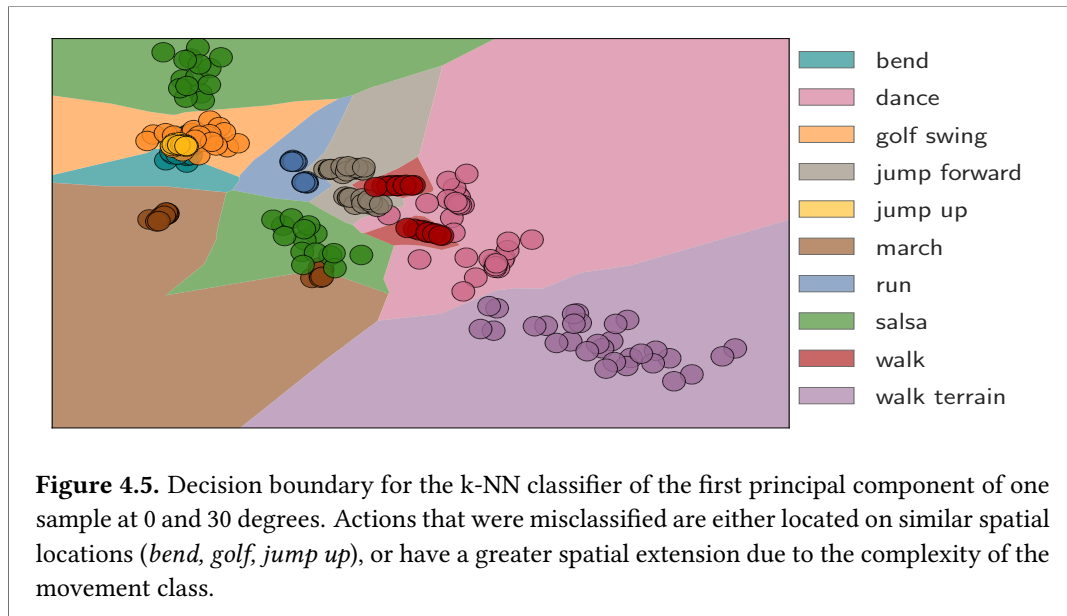 bend
dance
golf swing
jump forward
jump up
march
run
salsa
walk
walk terrain
Figure 4.5. Decision boundary for the k-NN classifier of the first principal component of one
sample at 0 and 30 degrees. Actions that were misclassified are either located on similar spatial
locations (bend, golf, jump up), or have a greater spatial extension due to the complexity of the
movement class.